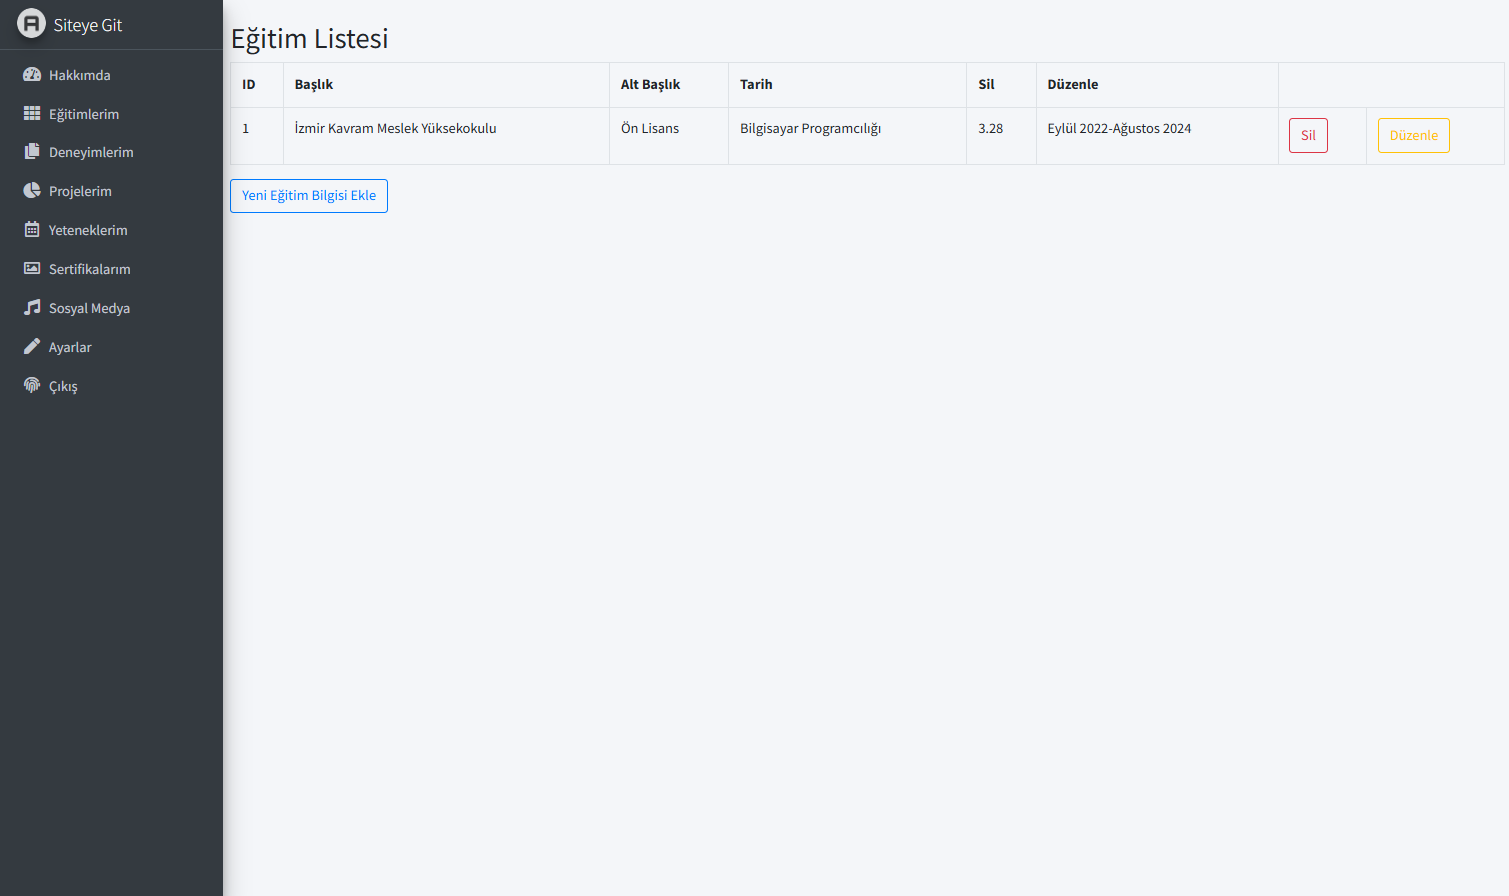 Siteye Git
Hakkımda
Eğitimlerim
Deneyimlerim
Projelerim
Yeteneklerim
Sertifikalarım
Sosyal Medya
Ayarlar
Çıkış
Eğitim Listesi
ID Başlık Alt Başlık Tarih Sil Düzenle
1 İzmir Kavram Meslek Yüksekokulu Ön Lisans Bilgisayar Programcılığı 3.28 Eylül 2022-Ağustos 2024 Sil Düzenle
Yeni Eğitim Bilgisi Ekle